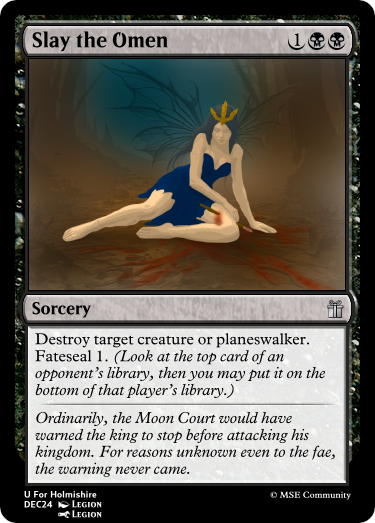 Slay the Omen 1
Sorcery
Destroy target creature or planeswalker.
Fateseal 1. (Look at the top card of an
opponent's library, then you may put it on the
bottom of that player's library.)
Ordinarily, the Moon Court would have
warned the king to stop before attacking his
kingdom. For reasons unknown even to the fae,
the warning never came.
U For Holmishire
DEC24 LEGION © MSE Community
LEGION